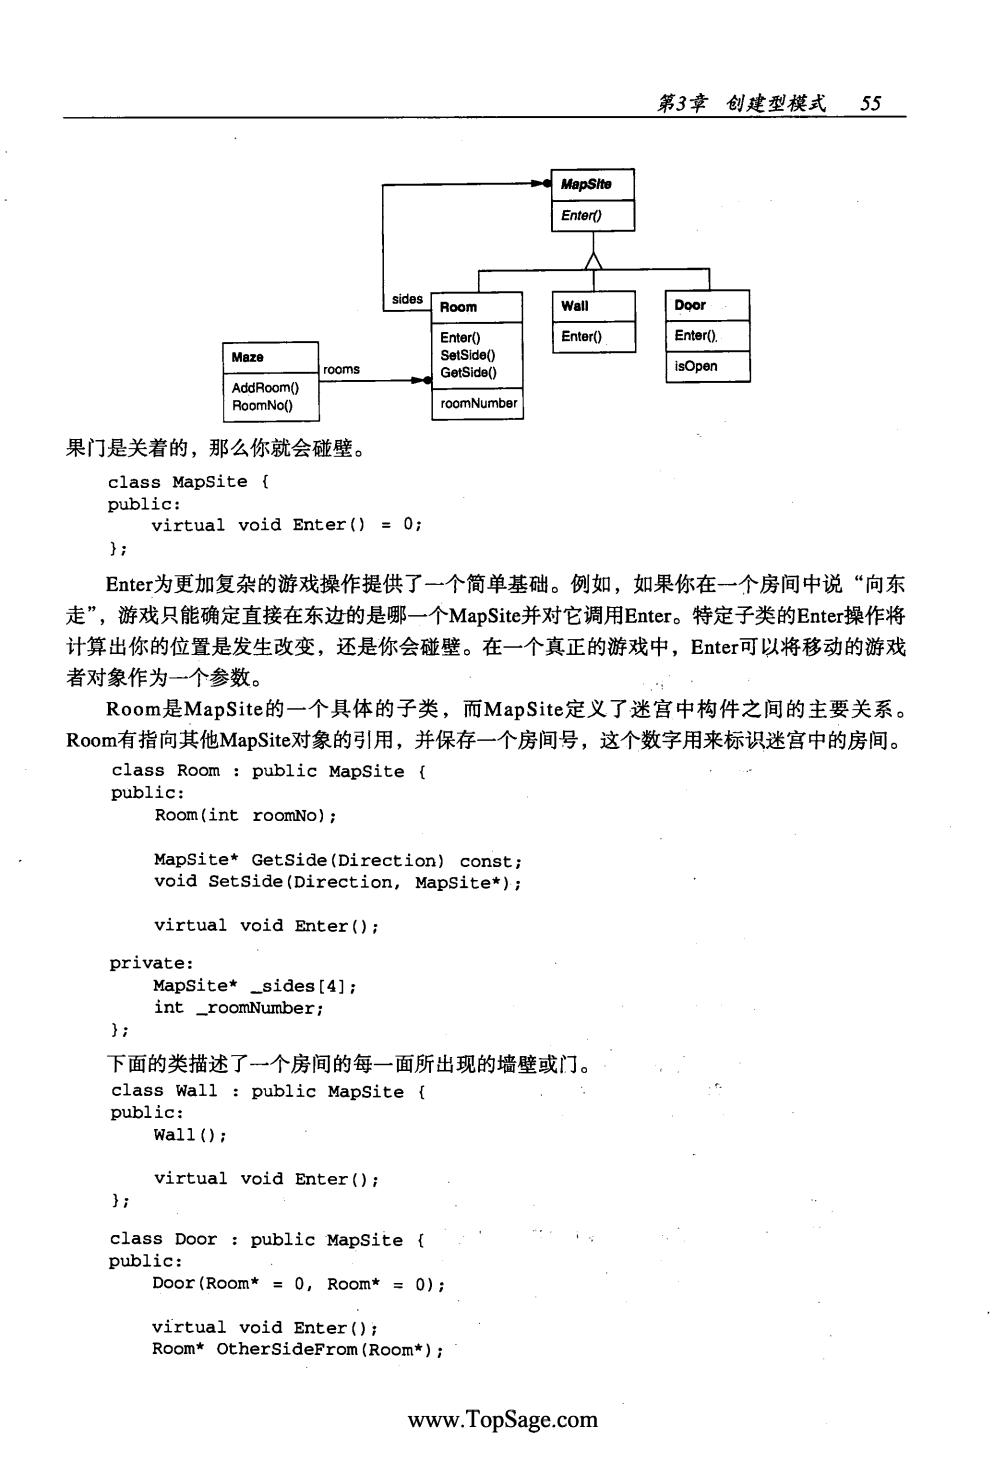 第3章 创建型模式 55
MapSite
Enter()
sides
Room
Enter()
SetSide()
GetSide()
roomNumber
Wall
Enter()
Door
Enter()
isOpen
Maze
AddRoom()
RoomNo()
rooms
果门是关着的，那么你就会碰壁。
class MapSite {
public:
    virtual void Enter() = 0;
};
Enter为更加复杂的游戏操作提供了一个简单基础。例如，如果你在一个房间中说“向东
走”，游戏只能确定直接在东边的是哪一个MapSite并对它调用Enter。特定子类的Enter操作将
计算出你的位置是发生改变，还是你会碰壁。在一个真正的游戏中，Enter可以将移动的游戏
者对象作为一个参数。
Room是MapSite的一个具体的子类，而MapSite定义了迷宫中构件之间的主要关系。
Room有指向其他MapSite对象的引用，并保存一个房间号，这个数字用来标识迷宫中的房间。
class Room : public MapSite {
public:
    Room(int roomNo);
    MapSite* GetSide(Direction) const;
    void SetSide(Direction, MapSite*);
    virtual void Enter();
private:
    MapSite* _sides[4];
    int _roomNumber;
};
下面的类描述了一个房间的每一面所出现的墙壁或门。
class Wall : public MapSite {
public:
    Wall();
    virtual void Enter();
};
class Door : public MapSite {
public:
    Door(Room* = 0, Room* = 0);
    virtual void Enter();
    Room* OtherSideFrom(Room*);
www.TopSage.com